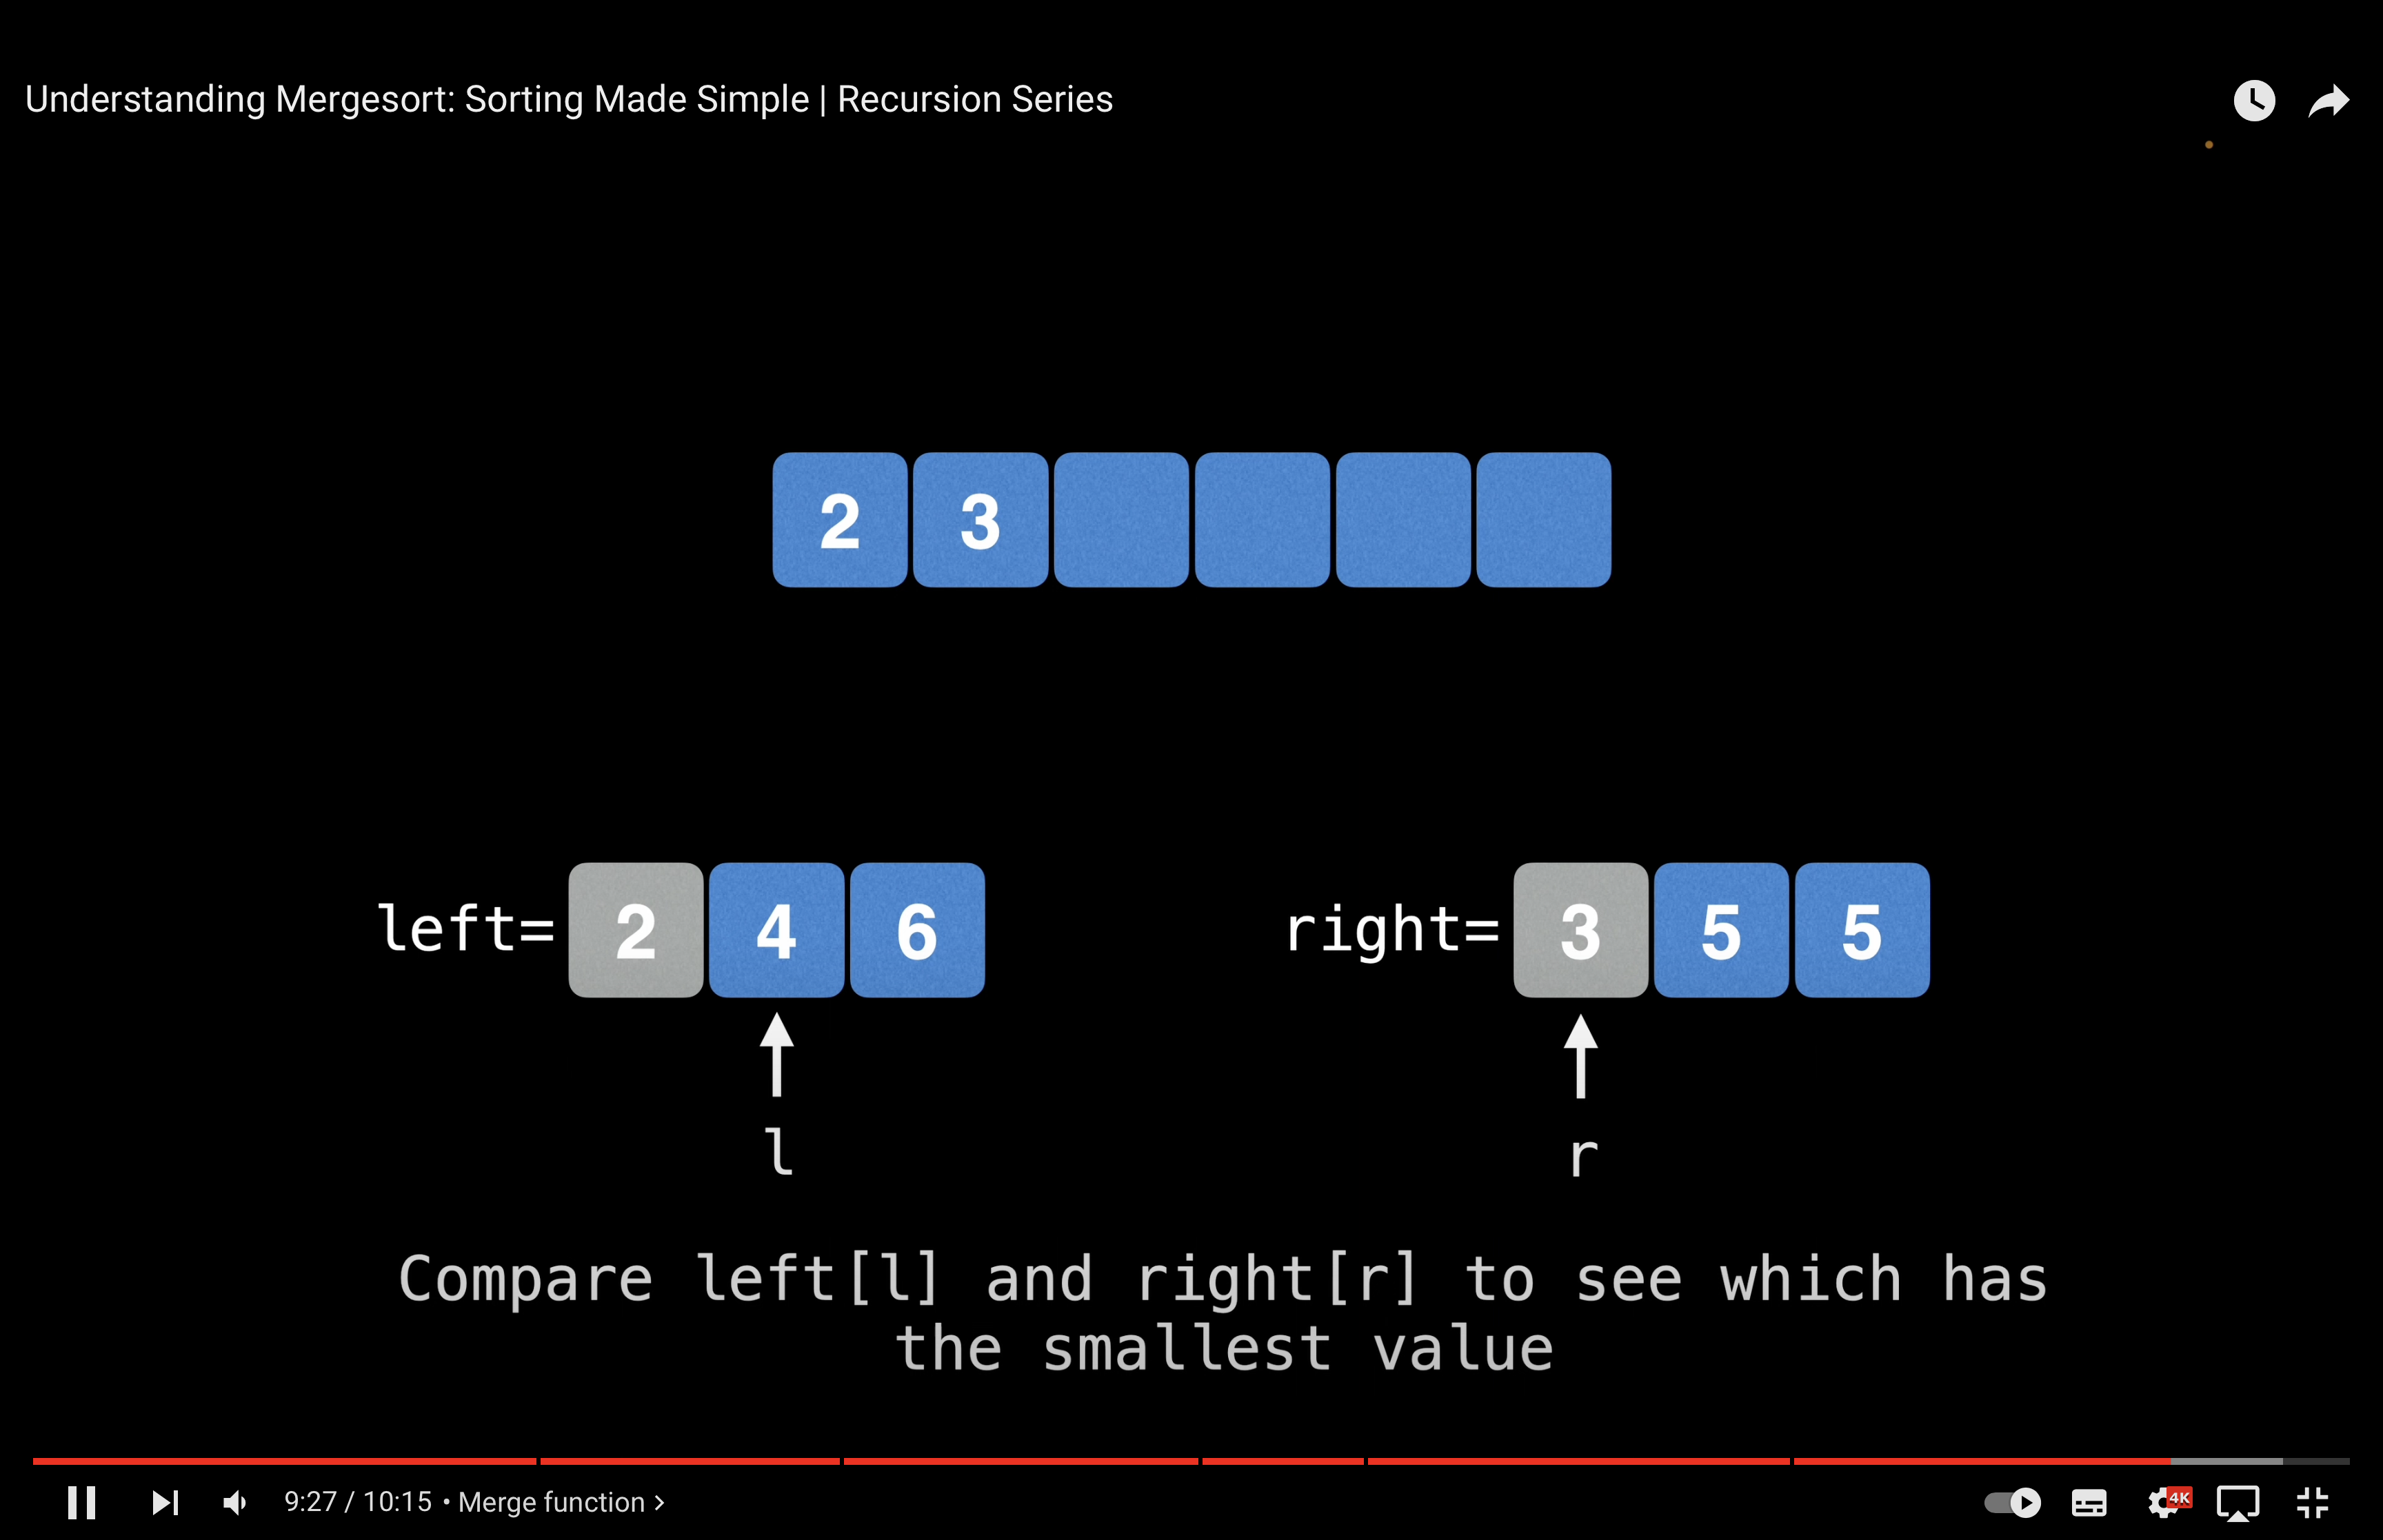 Understanding Mergesort: Sorting Made Simple | Recursion Series
2 3
left= 2 4 6 right= 3 5 5
l r
Compare left[l] and right[r] to see which has
the smallest value
9:27 / 10:15 • Merge function >
4K